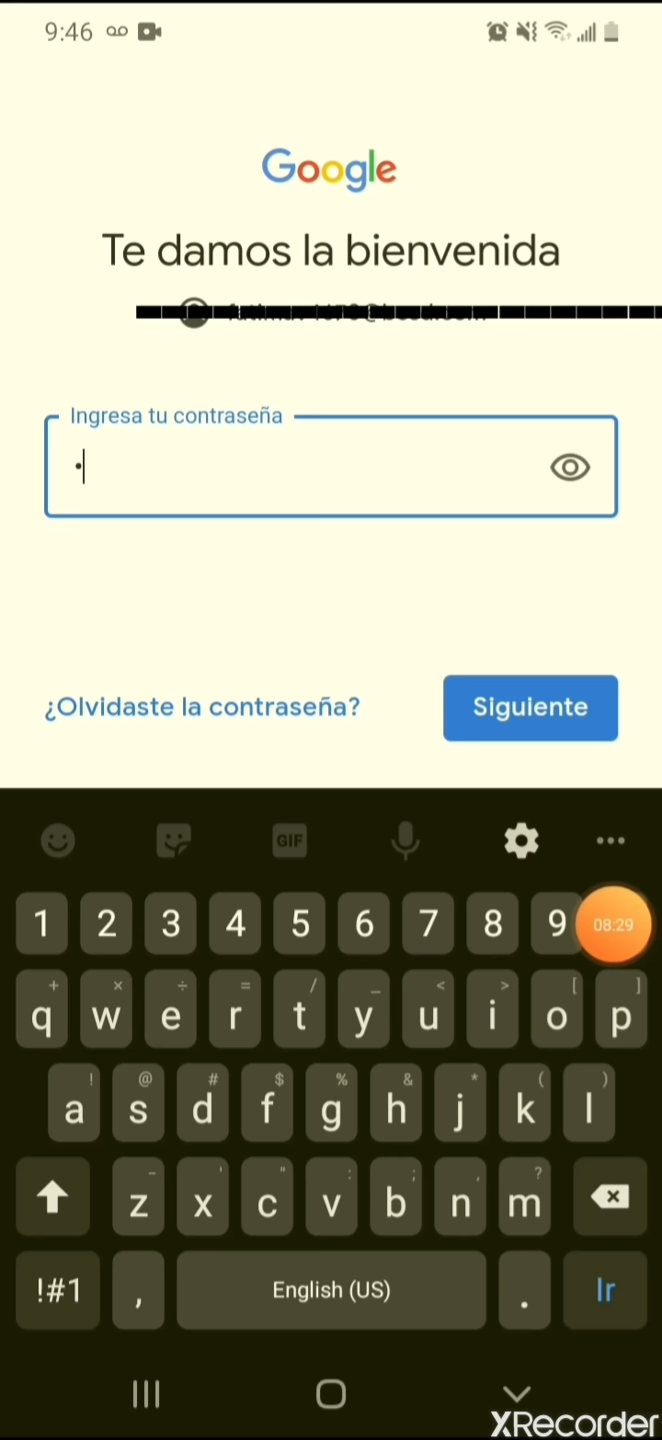 9:46
Google
Te damos la bienvenida
Ingresa tu contraseña
•
¿Olvidaste la contraseña? Siguiente
GIF
1 2 3 4 5 6 7 8 9 08:29
+ × ÷ = / _ < > [ ]
q w e r t y u i o p
! @ # $ % & * ( )
a s d f g h j k l
- ' " : ; , ?
z x c v b n m
!#1 , English (US) . Ir
XRecorder